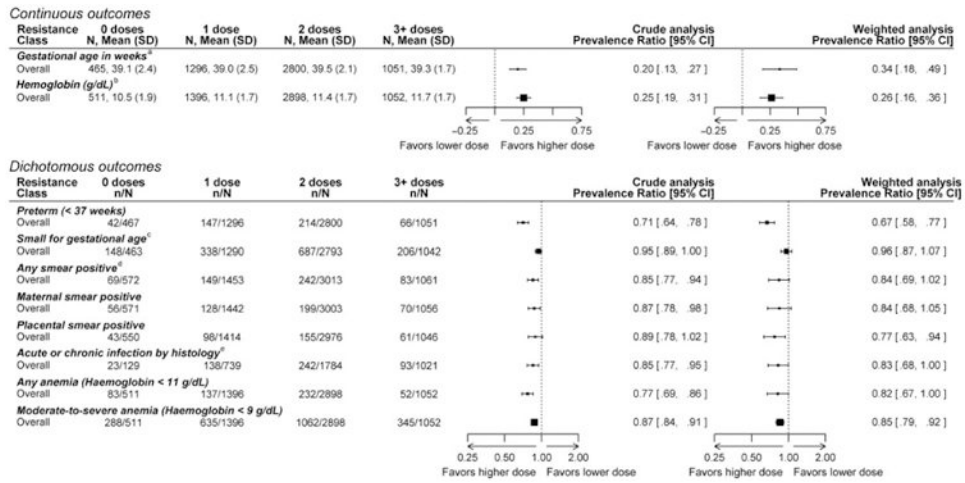 Continuous outcomes
Resistance Class 0 doses N, Mean (SD) 1 dose N, Mean (SD) 2 doses N, Mean (SD) 3+ doses N, Mean (SD) Crude analysis Prevalence Ratio [95% CI] Weighted analysis Prevalence Ratio [95% CI]
Gestational age in weeks a
Overall 465, 39.1 (2.4) 1296, 39.0 (2.5) 2800, 39.5 (2.1) 1051, 39.3 (1.7) 0.20 [ .13, .27] 0.34 [ .18, .49]
Hemoglobin (g/dL) b
Overall 511, 10.5 (1.9) 1396, 11.1 (1.7) 2898, 11.4 (1.7) 1052, 11.7 (1.7) 0.25 [ .19, .31] 0.26 [ .16, .36]
−0.25 0.25 0.75 −0.25 0.25 0.75
Favors lower dose Favors higher dose Favors lower dose Favors higher dose
Dichotomous outcomes
Resistance Class 0 doses n/N 1 dose n/N 2 doses n/N 3+ doses n/N Crude analysis Prevalence Ratio [95% CI] Weighted analysis Prevalence Ratio [95% CI]
Preterm (< 37 weeks)
Overall 42/467 147/1296 214/2800 66/1051 0.71 [ .64, .78] 0.67 [ .58, .77]
Small for gestational age c
Overall 148/463 338/1290 687/2793 206/1042 0.95 [ .89, 1.00] 0.96 [ .87, 1.07]
Any smear positive
Overall 69/572 149/1453 242/3013 83/1061 0.85 [ .77, .94] 0.84 [ .69, 1.02]
Maternal smear positive
Overall 56/571 128/1442 199/3003 70/1056 0.87 [ .78, .98] 0.84 [ .68, 1.05]
Placental smear positive
Overall 43/550 98/1414 155/2976 61/1046 0.89 [ .78, 1.02] 0.77 [ .63, .94]
Acute or chronic infection by histology e
Overall 23/129 138/739 242/1784 93/1021 0.85 [ .77, .95] 0.83 [ .68, 1.00]
Any anemia (Haemoglobin < 11 g/dL)
Overall 83/511 137/1396 232/2898 52/1052 0.77 [ .69, .86] 0.82 [ .67, 1.00]
Moderate-to-severe anemia (Haemoglobin < 9 g/dL)
Overall 288/511 635/1396 1062/2898 345/1052 0.87 [ .84, .91] 0.85 [ .79, .92]
0.25 0.50 1.00 2.00 0.25 0.50 1.00 2.00
Favors higher dose Favors lower dose Favors higher dose Favors lower dose